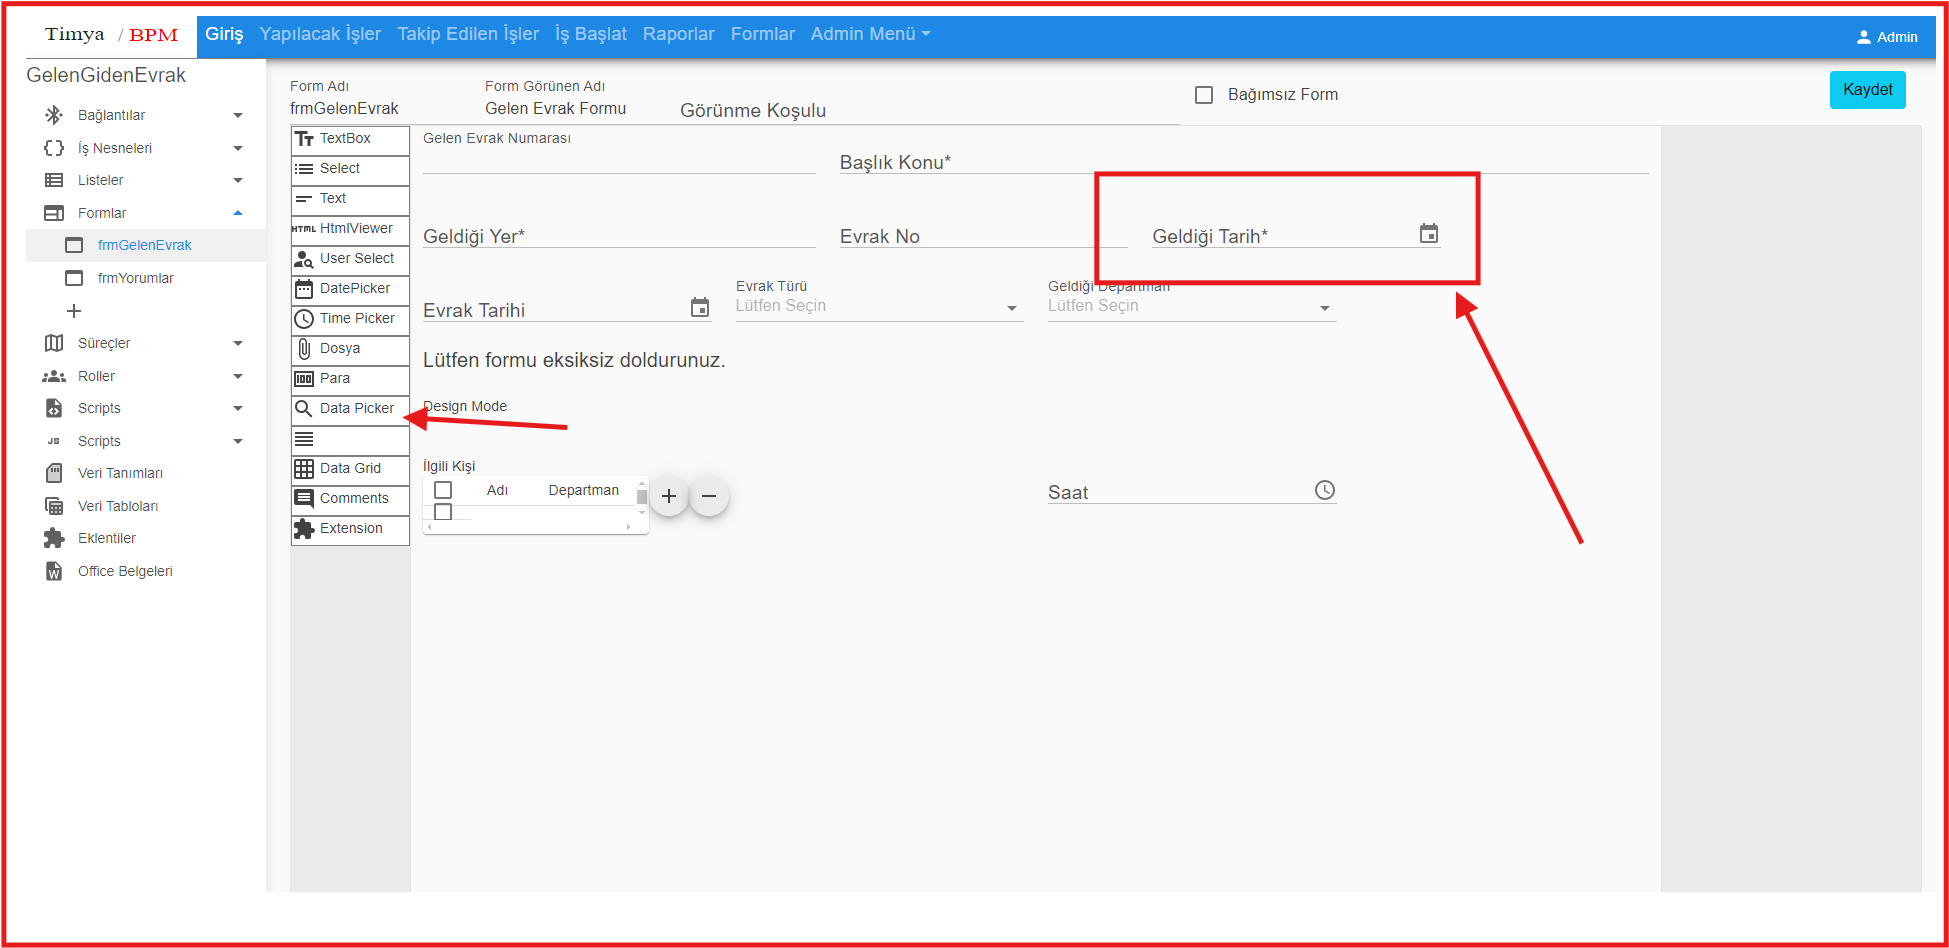 Timya / BPM
Giriş Yapılacak İşler Takip Edilen İşler İş Başlat Raporlar Formlar Admin Menü
Admin
GelenGidenEvrak
Bağlantılar
İş Nesneleri
Listeler
Formlar
frmGelenEvrak
frmYorumlar
Süreçler
Roller
Scripts
JS Scripts
Veri Tanımları
Veri Tabloları
Eklentiler
W Office Belgeleri
Form Adı
frmGelenEvrak
Form Görünen Adı
Gelen Evrak Formu
Görünme Koşulu
Bağımsız Form
Kaydet
TextBox
Select
Text
HTML HtmlViewer
User Select
DatePicker
Time Picker
Dosya
Para
Data Picker
Data Grid
Comments
Extension
Gelen Evrak Numarası
Başlık Konu*
Geldiği Yer*
Evrak No
Geldiği Tarih*
Evrak Tarihi
Evrak Türü
Lütfen Seçin
Geldiği Departman
Lütfen Seçin
Lütfen formu eksiksiz doldurunuz.
Design Mode
İlgili Kişi
Adı Departman
Saat